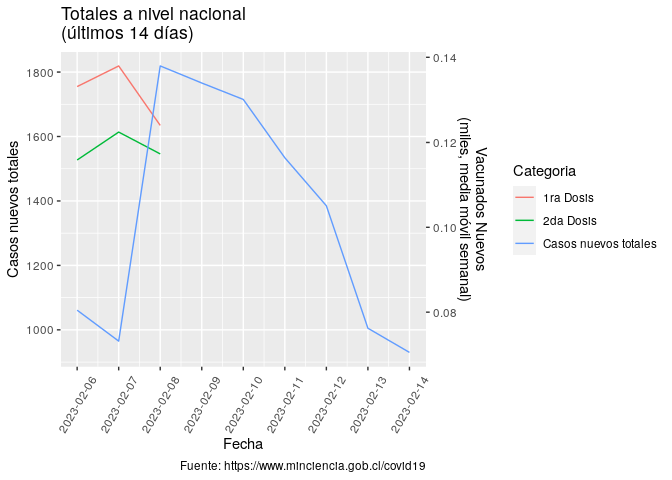 Totales a nivel nacional
(últimos 14 días)
Casos nuevos totales
1800
1600
1400
1200
1000
0.14
0.12
0.10
0.08
Vacunados Nuevos
(miles, media móvil semanal)
2023-02-06
2023-02-07
2023-02-08
2023-02-09
2023-02-10
2023-02-11
2023-02-12
2023-02-13
2023-02-14
Fecha
Categoria
1ra Dosis
2da Dosis
Casos nuevos totales
Fuente: https://www.minciencia.gob.cl/covid19